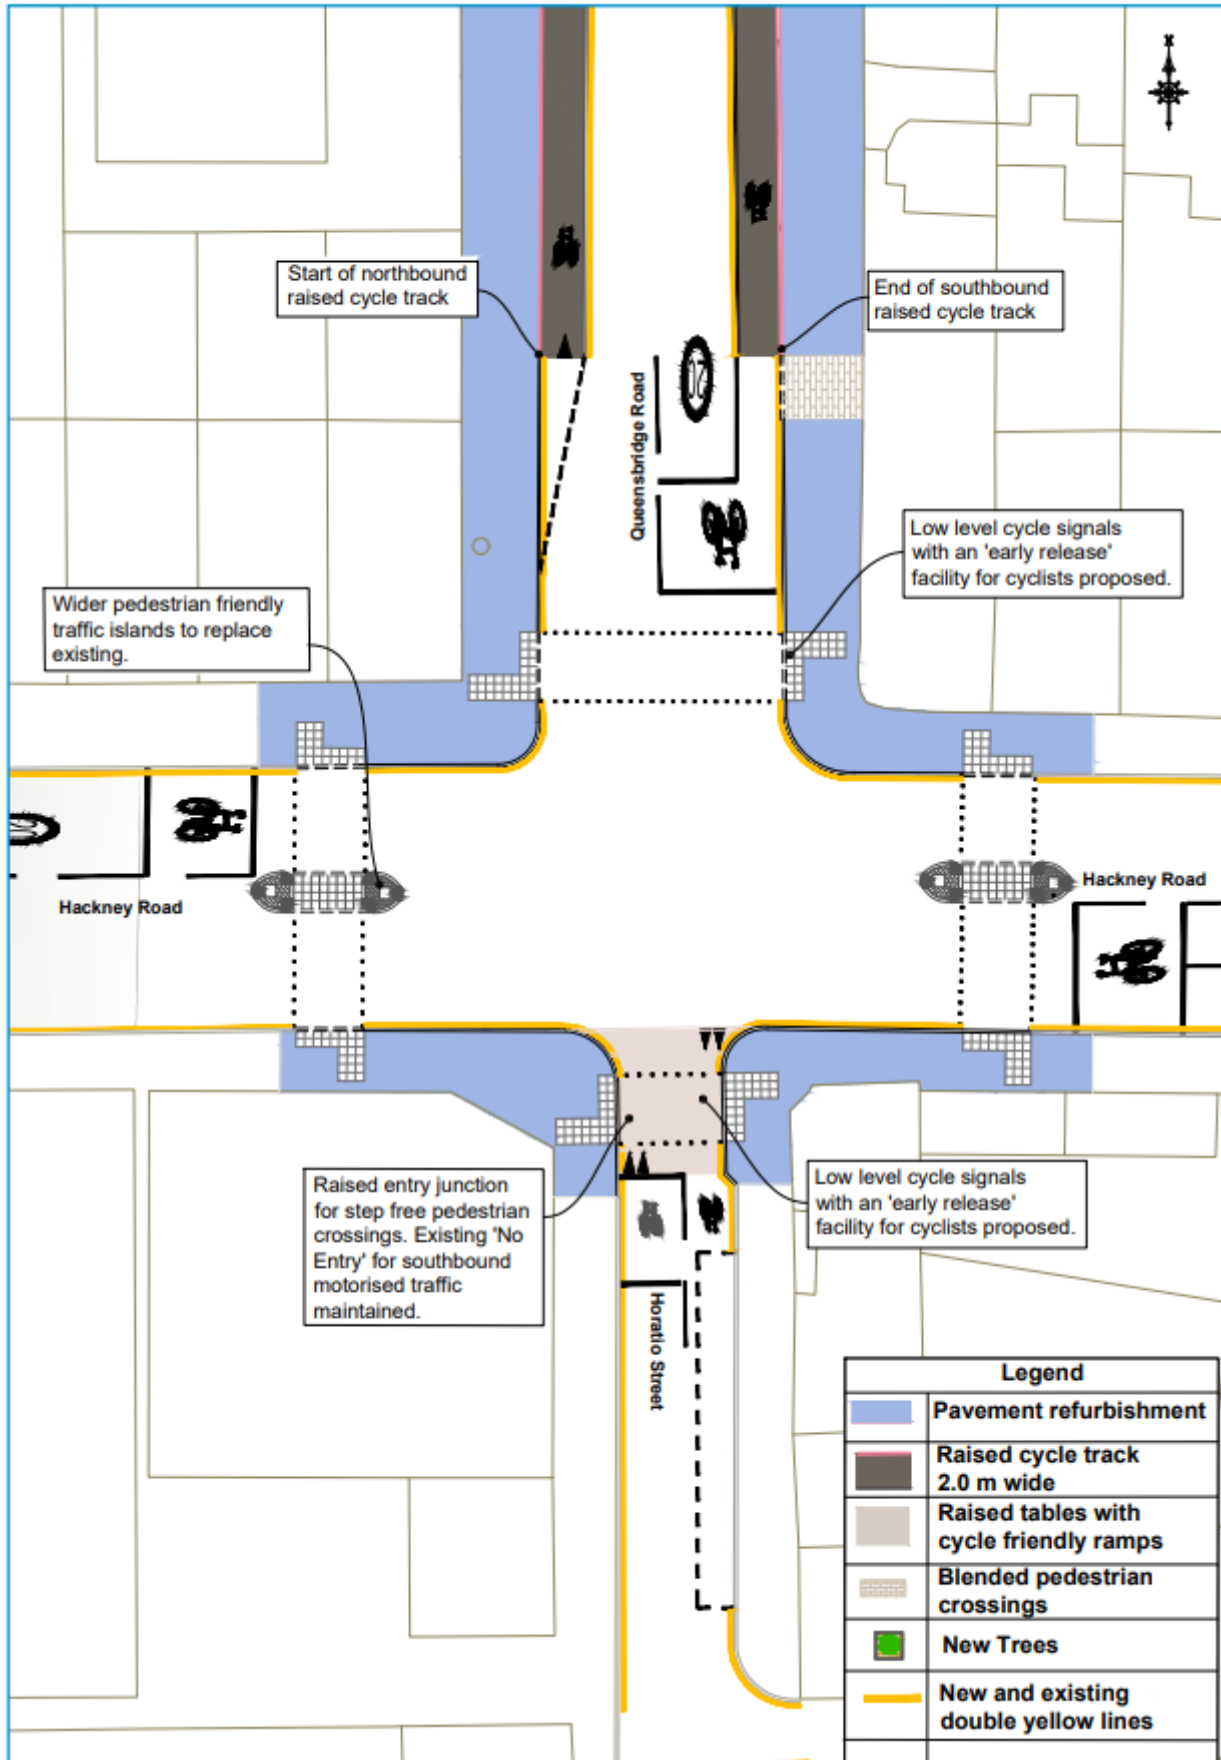 N
Start of northbound
raised cycle track
End of southbound
raised cycle track
20
Queensbridge Road
Low level cycle signals
with an 'early release'
facility for cyclists proposed.
Wider pedestrian friendly
traffic islands to replace
existing.
Hackney Road
Hackney Road
Raised entry junction
for step free pedestrian
crossings. Existing 'No
Entry' for southbound
motorised traffic
maintained.
Low level cycle signals
with an 'early release'
facility for cyclists proposed.
Horatio Street
Legend
Pavement refurbishment
Raised cycle track
2.0 m wide
Raised tables with
cycle friendly ramps
Blended pedestrian
crossings
New Trees
New and existing
double yellow lines